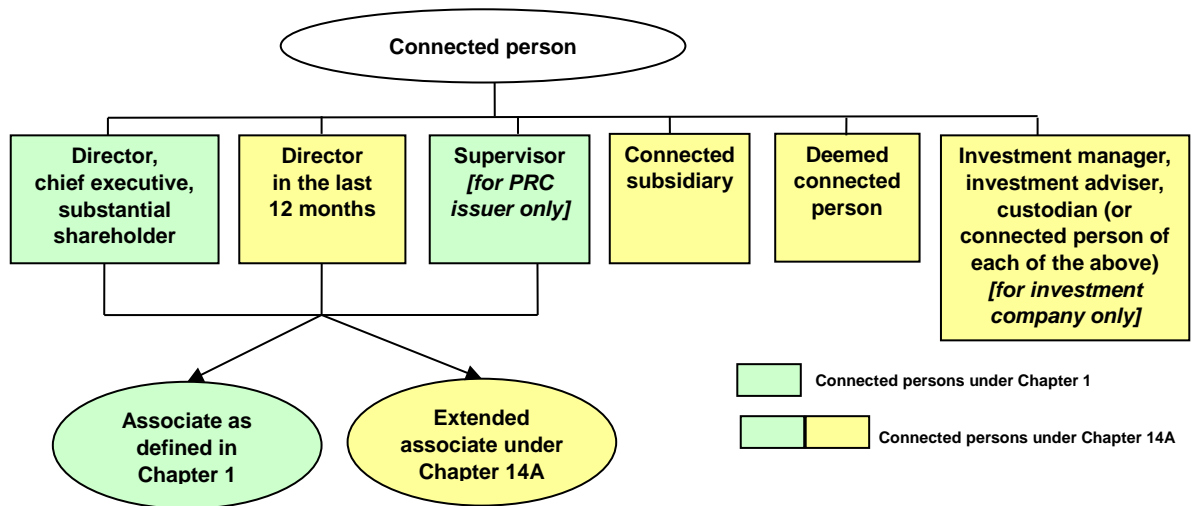 Connected person
Director,
chief executive,
substantial
shareholder
Director
in the last
12 months
Supervisor
[for PRC
issuer only]
Connected
subsidiary
Deemed
connected
person
Investment manager,
investment adviser,
custodian (or
connected person of
each of the above)
[for investment
company only]
Associate as
defined in
Chapter 1
Extended
associate under
Chapter 14A
Connected persons under Chapter 1
Connected persons under Chapter 14A